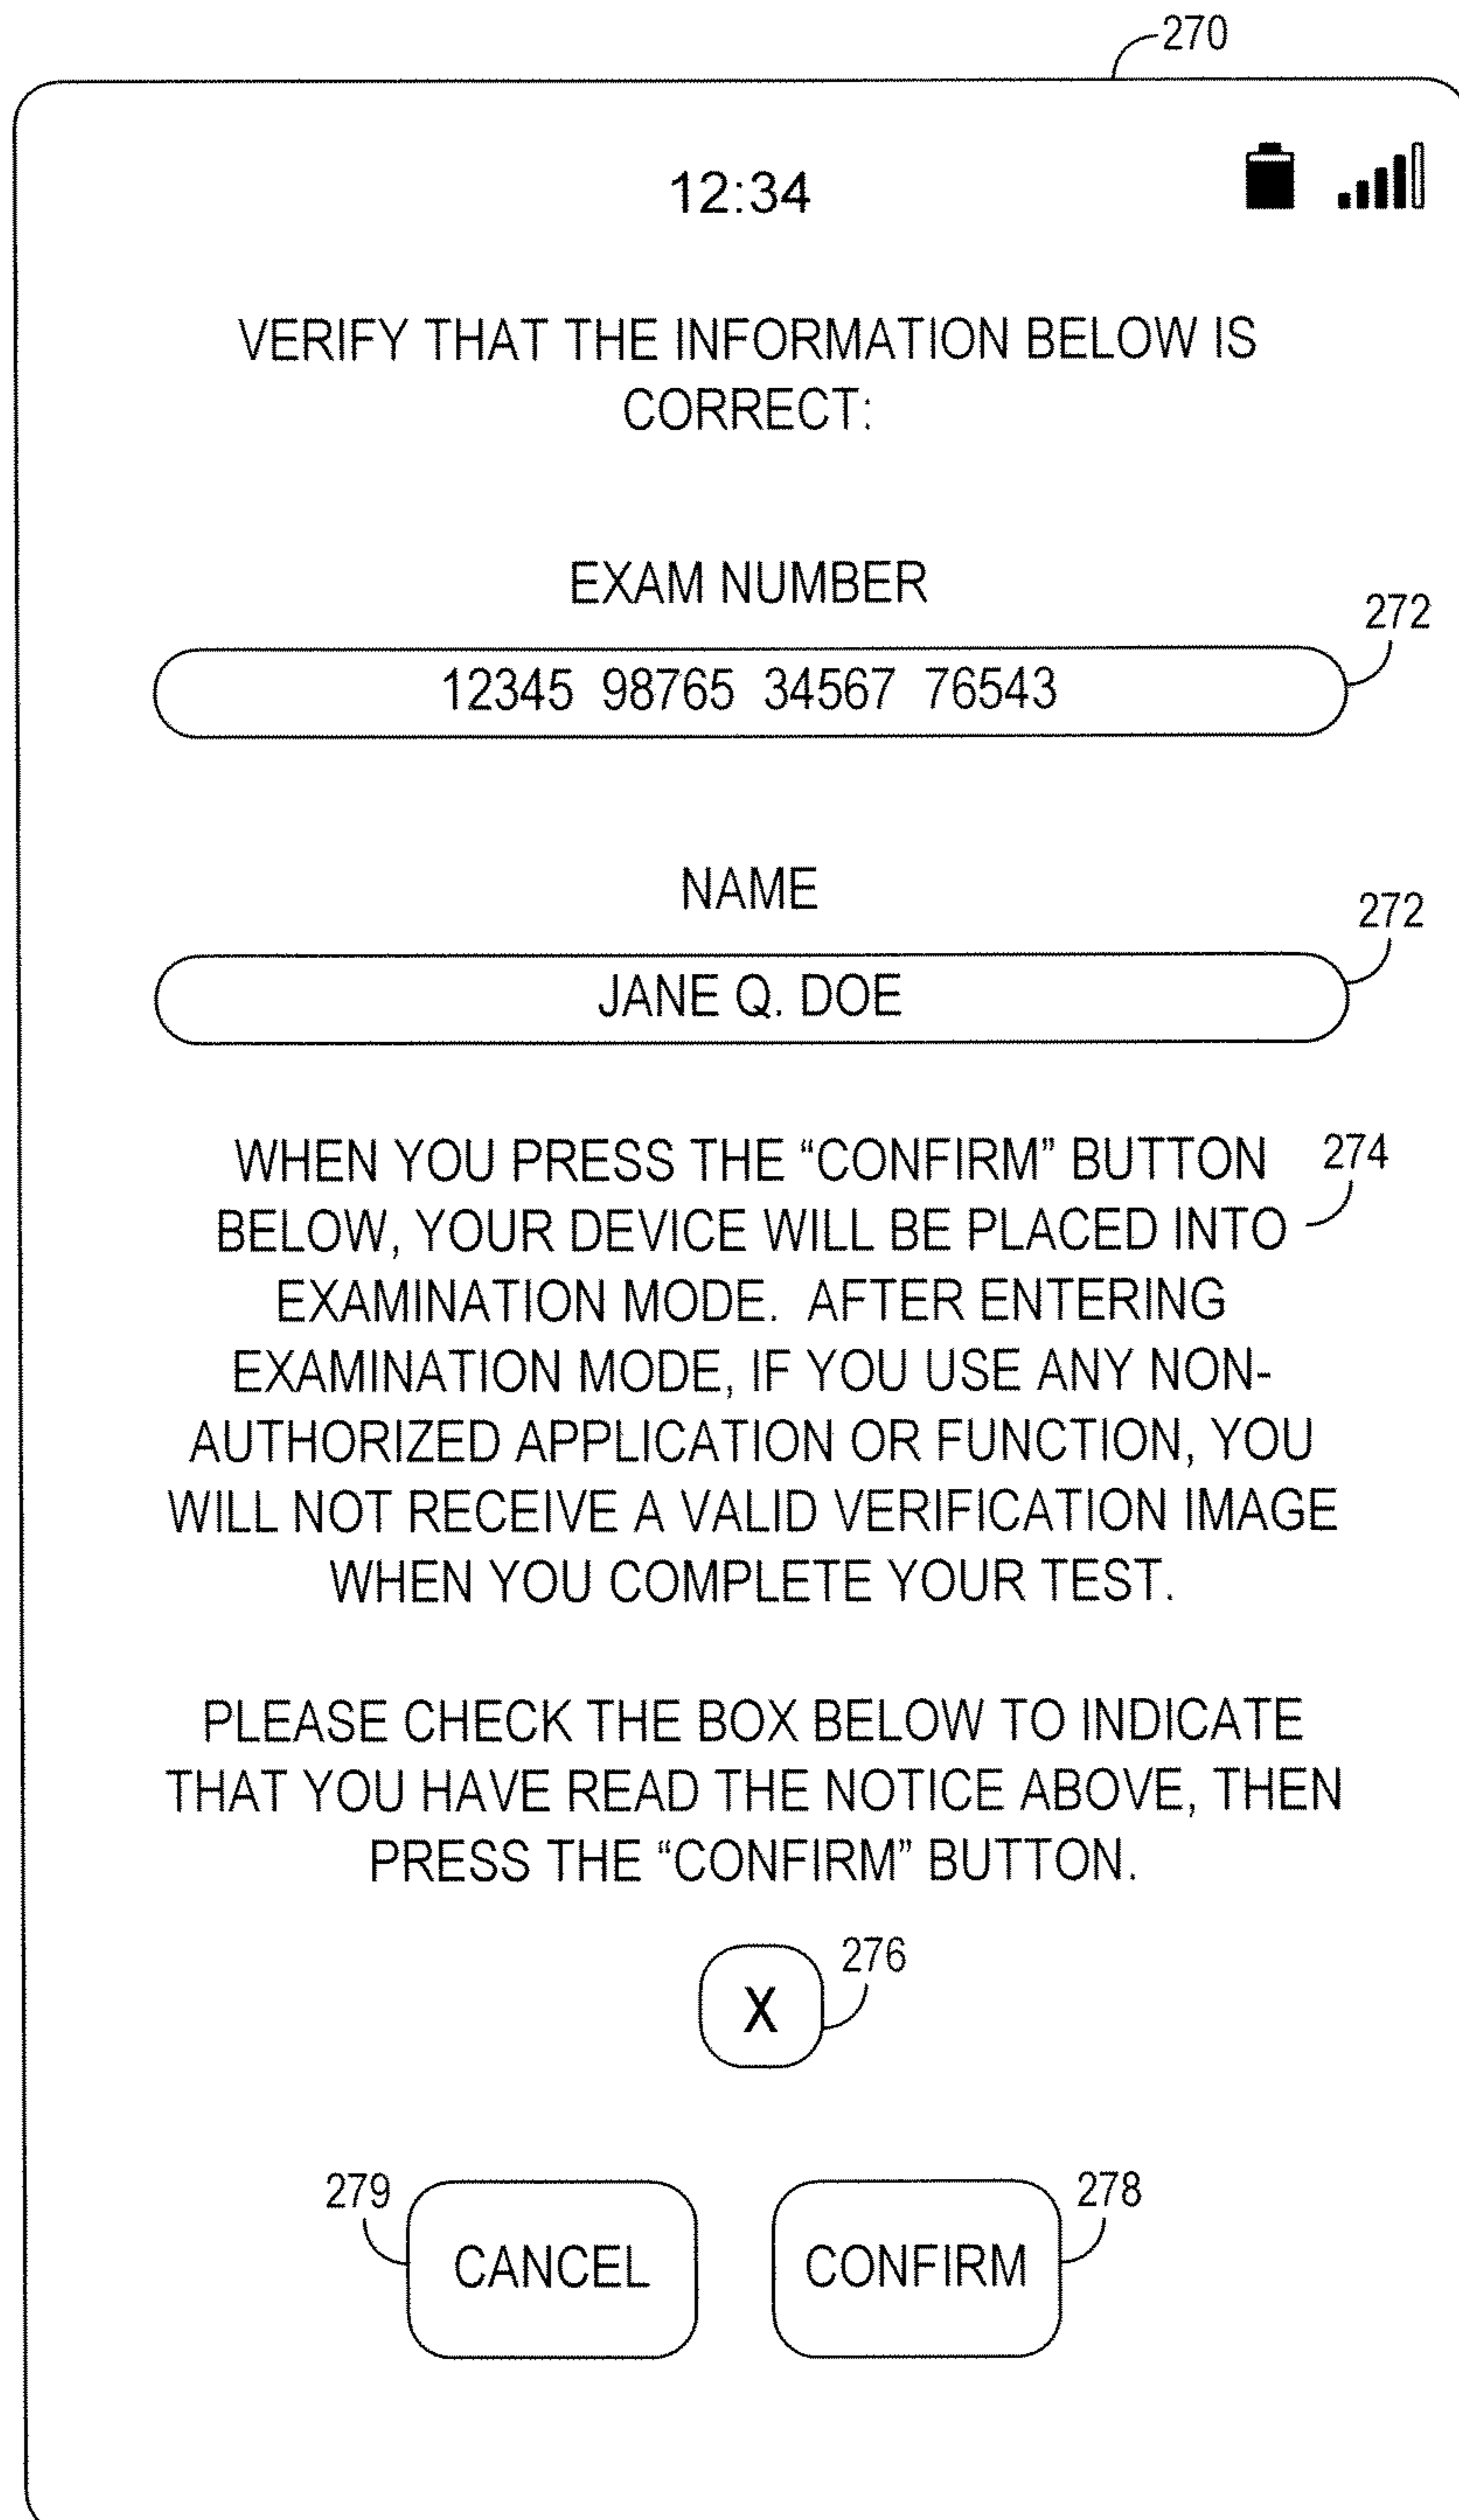 270
12:34
VERIFY THAT THE INFORMATION BELOW IS
CORRECT:
EXAM NUMBER
272
12345 98765 34567 76543
NAME
272
JANE Q. DOE
WHEN YOU PRESS THE “CONFIRM” BUTTON 274
BELOW, YOUR DEVICE WILL BE PLACED INTO
EXAMINATION MODE. AFTER ENTERING
EXAMINATION MODE, IF YOU USE ANY NON-
AUTHORIZED APPLICATION OR FUNCTION, YOU
WILL NOT RECEIVE A VALID VERIFICATION IMAGE
WHEN YOU COMPLETE YOUR TEST.
PLEASE CHECK THE BOX BELOW TO INDICATE
THAT YOU HAVE READ THE NOTICE ABOVE, THEN
PRESS THE “CONFIRM” BUTTON.
276
X
279 278
CANCEL CONFIRM